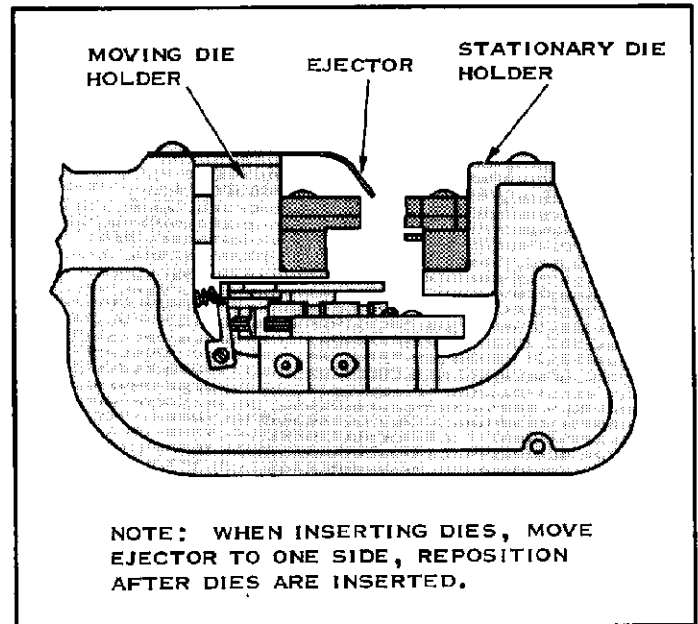 MOVING DIE
HOLDER
EJECTOR
STATIONARY DIE
HOLDER
NOTE: WHEN INSERTING DIES, MOVE
EJECTOR TO ONE SIDE, REPOSITION
AFTER DIES ARE INSERTED.